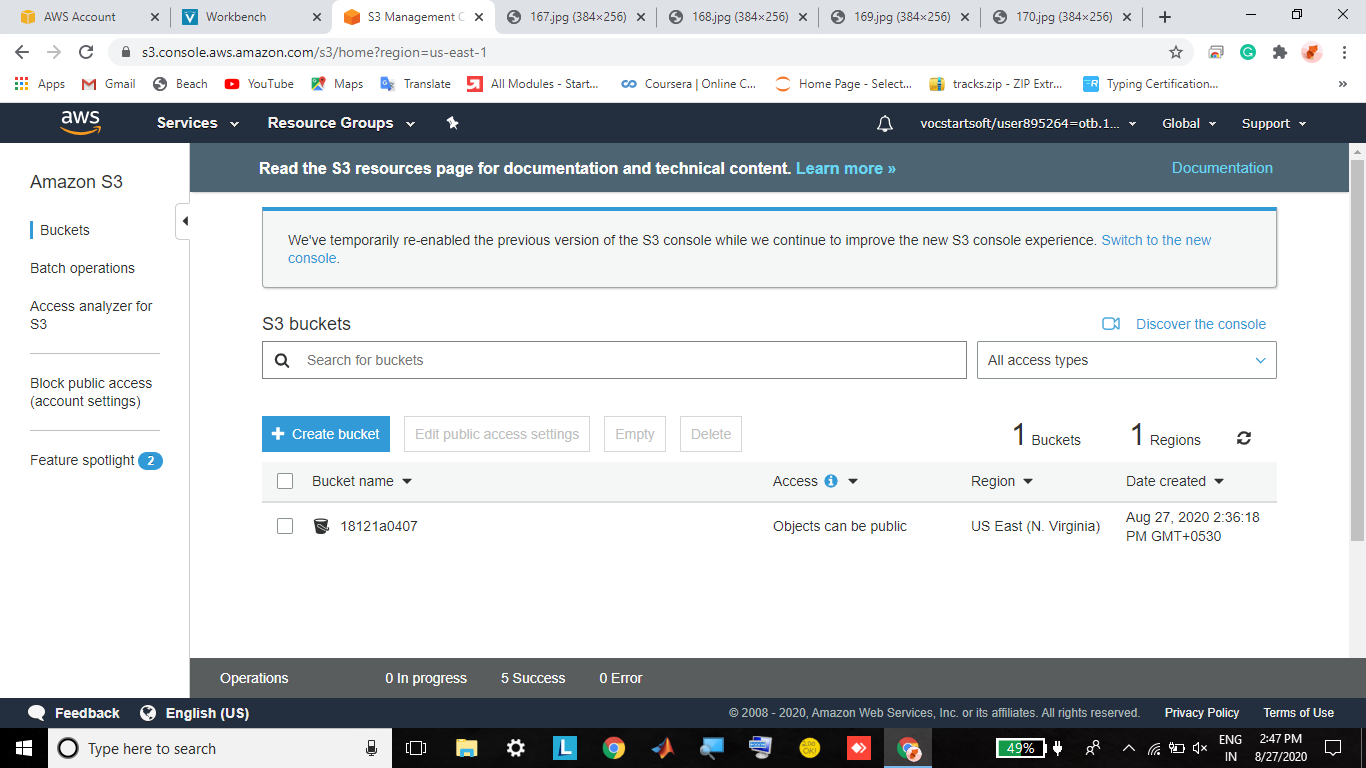 AWS Account
Workbench
S3 Management C
167.jpg (384×256)
168.jpg (384×256)
169.jpg (384×256)
170.jpg (384×256)
s3.console.aws.amazon.com/s3/home?region=us-east-1
Apps
Gmail
Beach
YouTube
Maps
Translate
All Modules - Start...
Coursera | Online C...
Home Page - Select...
tracks.zip - ZIP Extr...
Typing Certification...
»
aws
Services
Resource Groups
vocstartsoft/user895264=otb.1...
Global
Support
Amazon S3
Buckets
Batch operations
Access analyzer for
S3
Block public access
(account settings)
Feature spotlight 2
Read the S3 resources page for documentation and technical content. Learn more »
Documentation
We've temporarily re-enabled the previous version of the S3 console while we continue to improve the new S3 console experience. Switch to the new
console.
S3 buckets
Discover the console
Search for buckets
All access types
+ Create bucket
Edit public access settings
Empty
Delete
1 Buckets
1 Regions
Bucket name
Access
Region
Date created
18121a0407
Objects can be public
US East (N. Virginia)
Aug 27, 2020 2:36:18
PM GMT+0530
Operations
0 In progress
5 Success
0 Error
Feedback
English (US)
© 2008 - 2020, Amazon Web Services, Inc. or its affiliates. All rights reserved.
Privacy Policy
Terms of Use
Type here to search
L
49%
ENG
IN
2:47 PM
8/27/2020